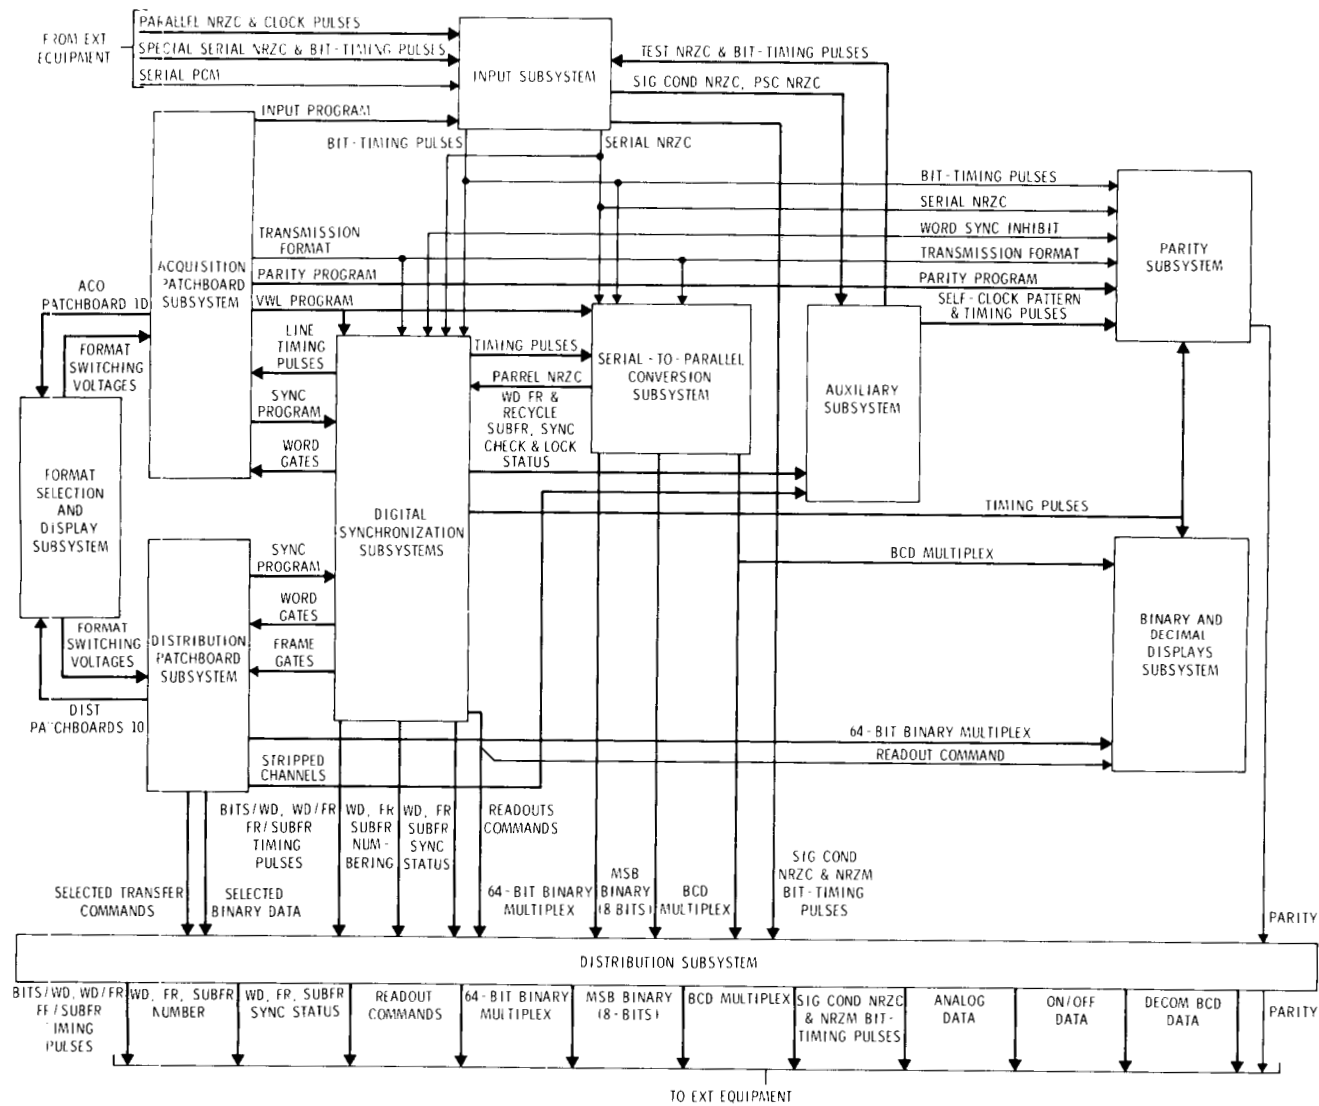 PARALLEL NRZC & CLOCK PULSES
FROM EXT
EQUIPMENT
SPECIAL SERIAL NRZC & BIT-TIMING PULSES
SERIAL PCM
INPUT SUBSYSTEM
TEST NRZC & BIT-TIMING PULSES
SIG COND NRZC, PSC NRZC
INPUT PROGRAM
BIT-TIMING PULSES
SERIAL NRZC
BIT-TIMING PULSES
SERIAL NRZC
WORD SYNC INHIBIT
TRANSMISSION FORMAT
PARITY PROGRAM
SELF-CLOCK PATTERN
& TIMING PULSES
PARITY
SUBSYSTEM
TRANSMISSION
FORMAT
ACQUISITION
PATCHBOARD
SUBSYSTEM
PARITY PROGRAM
VWL PROGRAM
ACO
PATCHBOARD ID
FORMAT
SWITCHING
VOLTAGES
LINE
TIMING
PULSES
SYNC
PROGRAM
WORD
GATES
TIMING PULSES
PARREL NRZC
WD FR &
RECYCLE
SUBFR, SYNC
CHECK & LOCK
STATUS
SERIAL-TO-PARALLEL
CONVERSION
SUBSYSTEM
AUXILIARY
SUBSYSTEM
FORMAT
SELECTION
AND
DISPLAY
SUBSYSTEM
DIGITAL
SYNCHRONIZATION
SUBSYSTEMS
TIMING PULSES
BCD MULTIPLEX
SYNC
PROGRAM
WORD
GATES
FRAME
GATES
FORMAT
SWITCHING
VOLTAGES
DISTRIBUTION
PATCHBOARD
SUBSYSTEM
BINARY AND
DECIMAL
DISPLAYS
SUBSYSTEM
DIST
PATCHBOARDS ID
64-BIT BINARY MULTIPLEX
READOUT COMMAND
STRIPPED
CHANNELS
BITS/WD, WD/FR
FR/SUBFR
TIMING
PULSES
WD, FR
SUBFR
NUM-
BERING
WD, FR
SUBFR
SYNC
STATUS
READOUTS
COMMANDS
SELECTED TRANSFER
COMMANDS
SELECTED
BINARY DATA
64-BIT BINARY
MULTIPLEX
MSB
BINARY
(8 BITS)
BCD
MULTIPLEX
SIG COND
NRZC & NRZM
BIT-TIMING
PULSES
PARITY
DISTRIBUTION SUBSYSTEM
BITS/WD, WD/FR
FR/SUBFR
TIMING
PULSES
WD, FR, SUBFR
NUMBER
WD, FR, SUBFR
SYNC STATUS
READOUT
COMMANDS
64-BIT BINARY
MULTIPLEX
MSB BINARY
(8-BITS)
BCD MULTIPLEX
SIG COND NRZC
& NRZM BIT-
TIMING PULSES
ANALOG
DATA
ON/OFF
DATA
DECOM BCD
DATA
PARITY
TO EXT EQUIPMENT